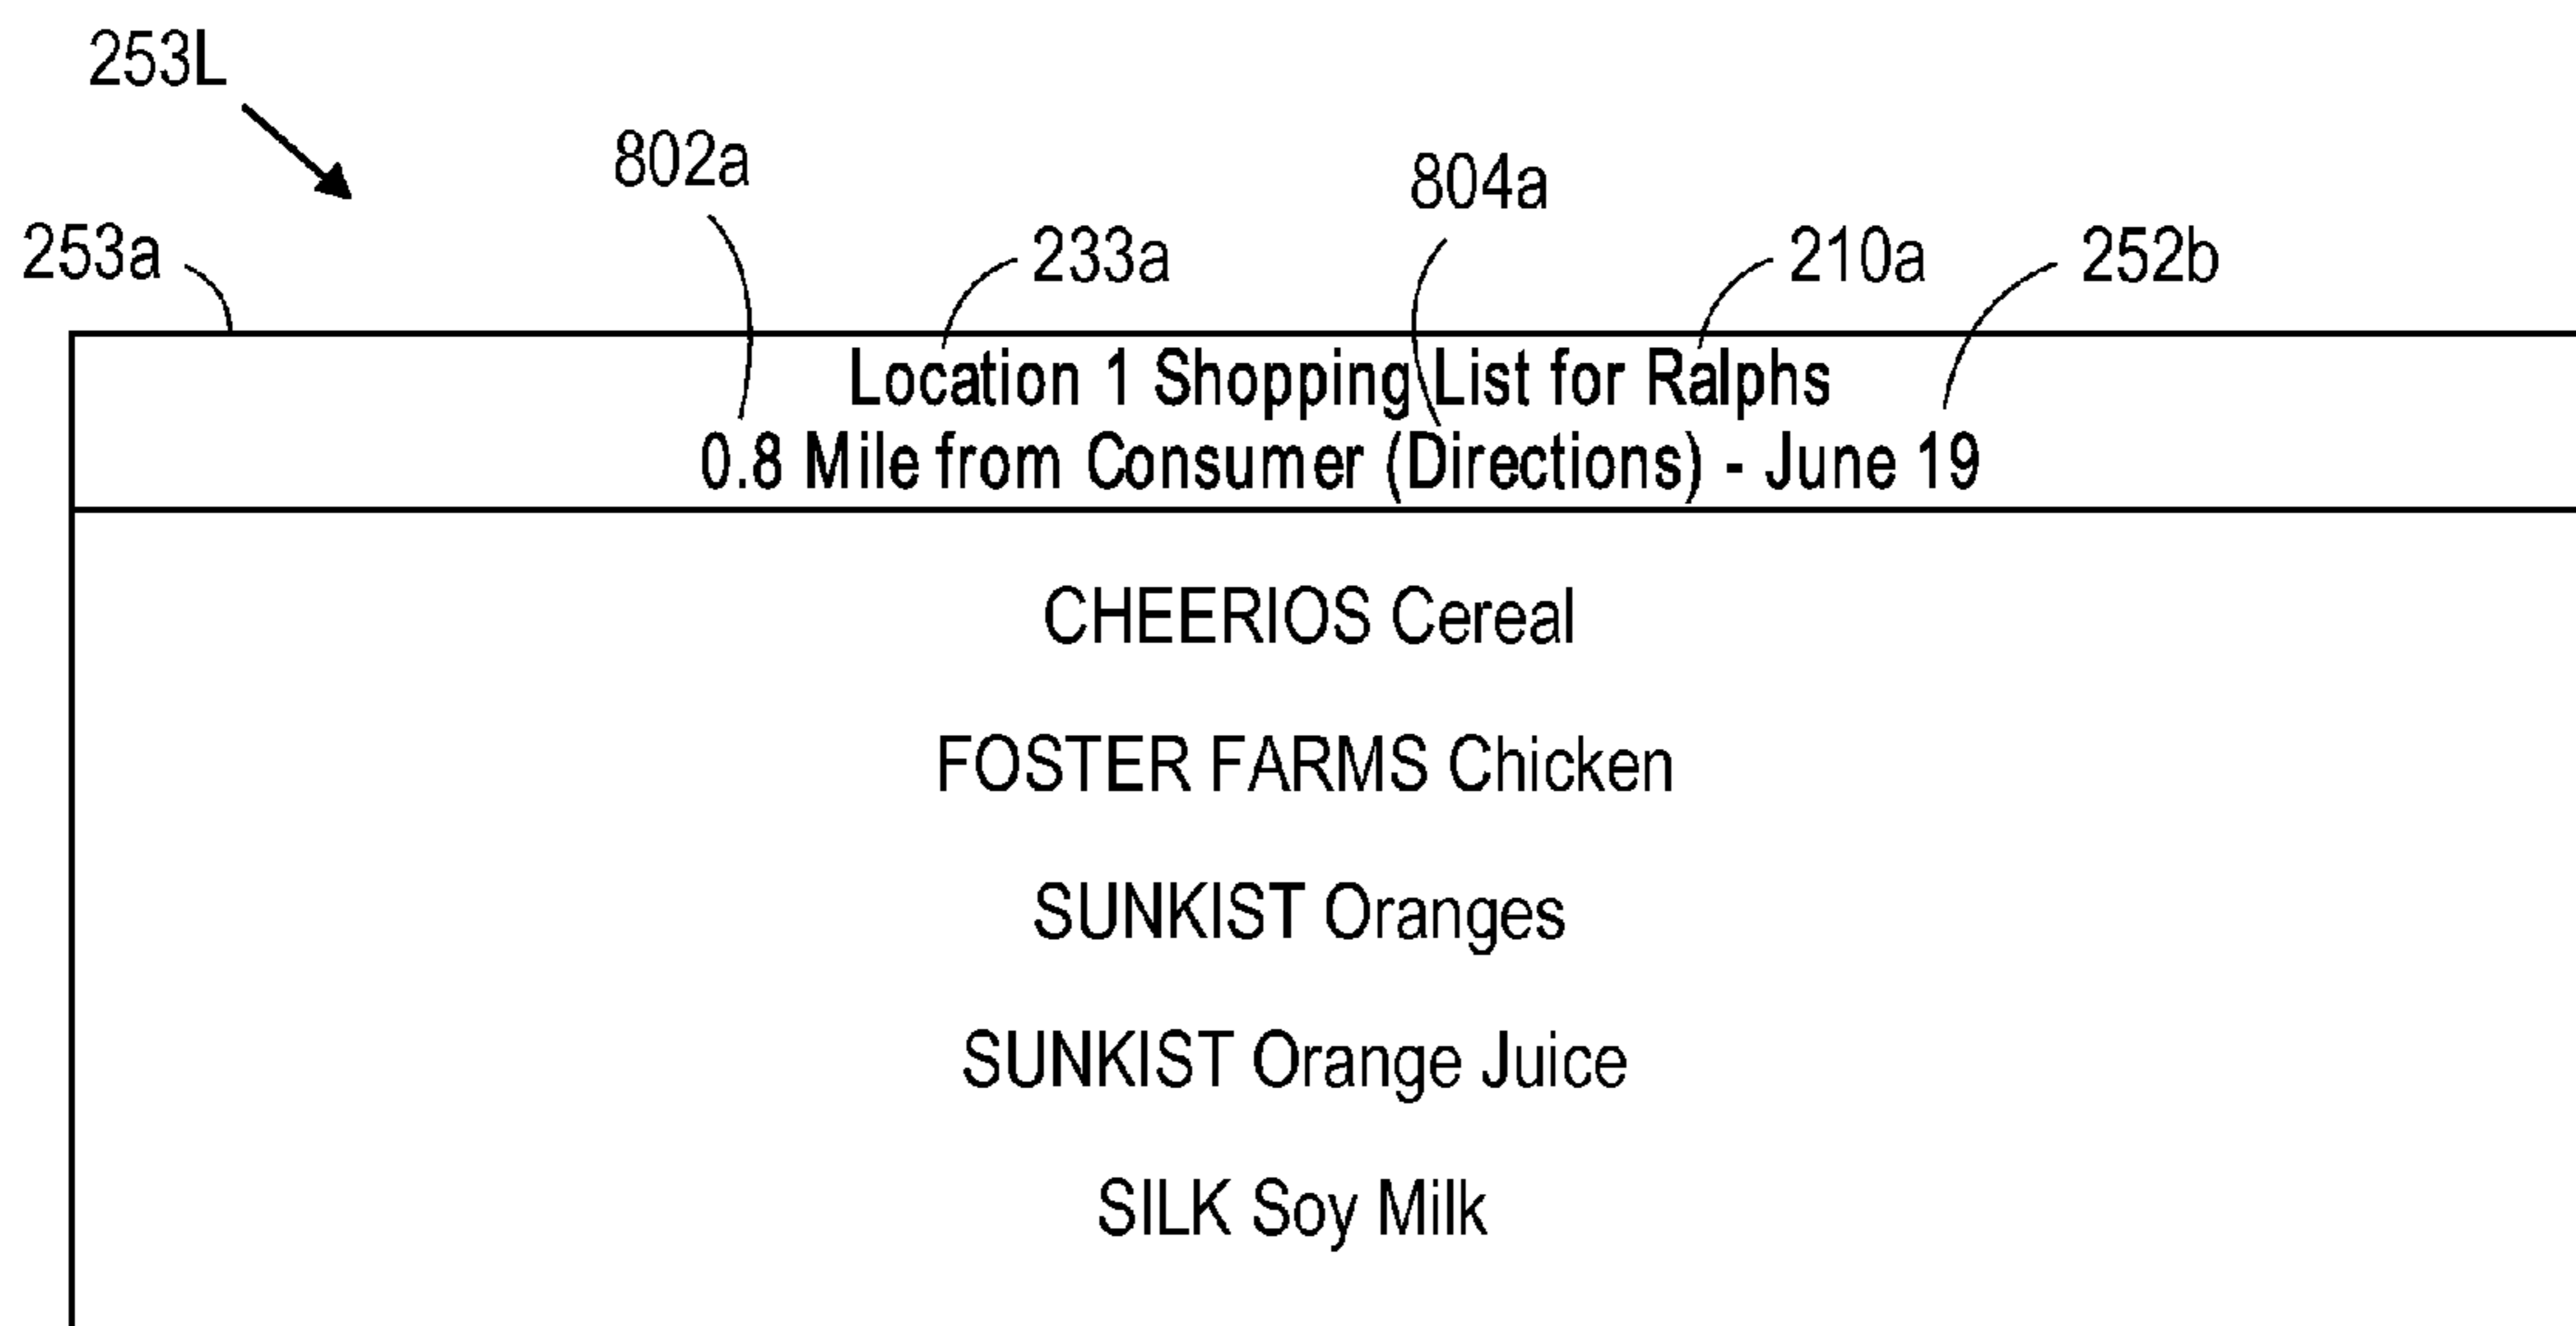 253L
802a
804a
253a 233a 210a 252b
Location 1 Shopping List for Ralphs
0.8 Mile from Consumer (Directions) - June 19
CHEERIOS Cereal
FOSTER FARMS Chicken
SUNKIST Oranges
SUNKIST Orange Juice
SILK Soy Milk